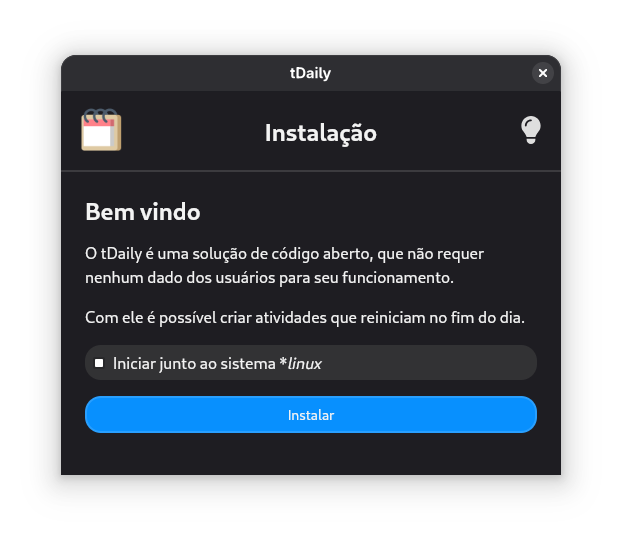 tDaily
Instalação
Bem vindo
O tDaily é uma solução de código aberto, que não requer
nenhum dado dos usuários para seu funcionamento.
Com ele é possível criar atividades que reiniciam no fim do dia.
Iniciar junto ao sistema *linux
Instalar